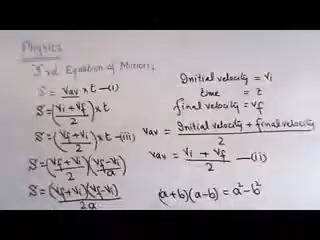 Physics
3rd Equation of Motion:
S = vav × t —(i)
S = (vi + vf / 2) × t
S = (vf + vi / 2) × t —(iii)
S = (vf + vi / 2) (vf - vi / a)
S = (vf + vi)(vf - vi) / 2a
Initial velocity = vi
time = t
final velocity = vf
vav = Initial velocity + final velocity / 2
vav = vi + vf / 2 —(ii)
(a+b)(a-b) = a² - b²